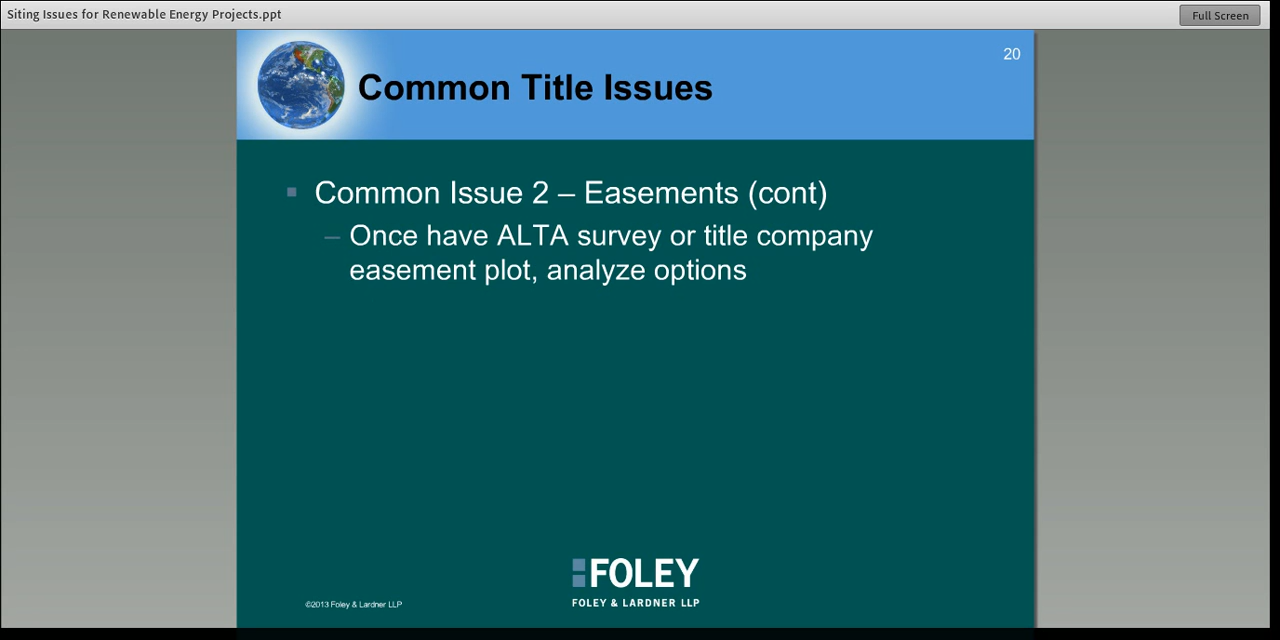 Siting Issues for Renewable Energy Projects.ppt
Full Screen
20
Common Title Issues
Common Issue 2 – Easements (cont)
– Once have ALTA survey or title company
easement plot, analyze options
FOLEY
FOLEY & LARDNER LLP
©2013 Foley & Lardner LLP